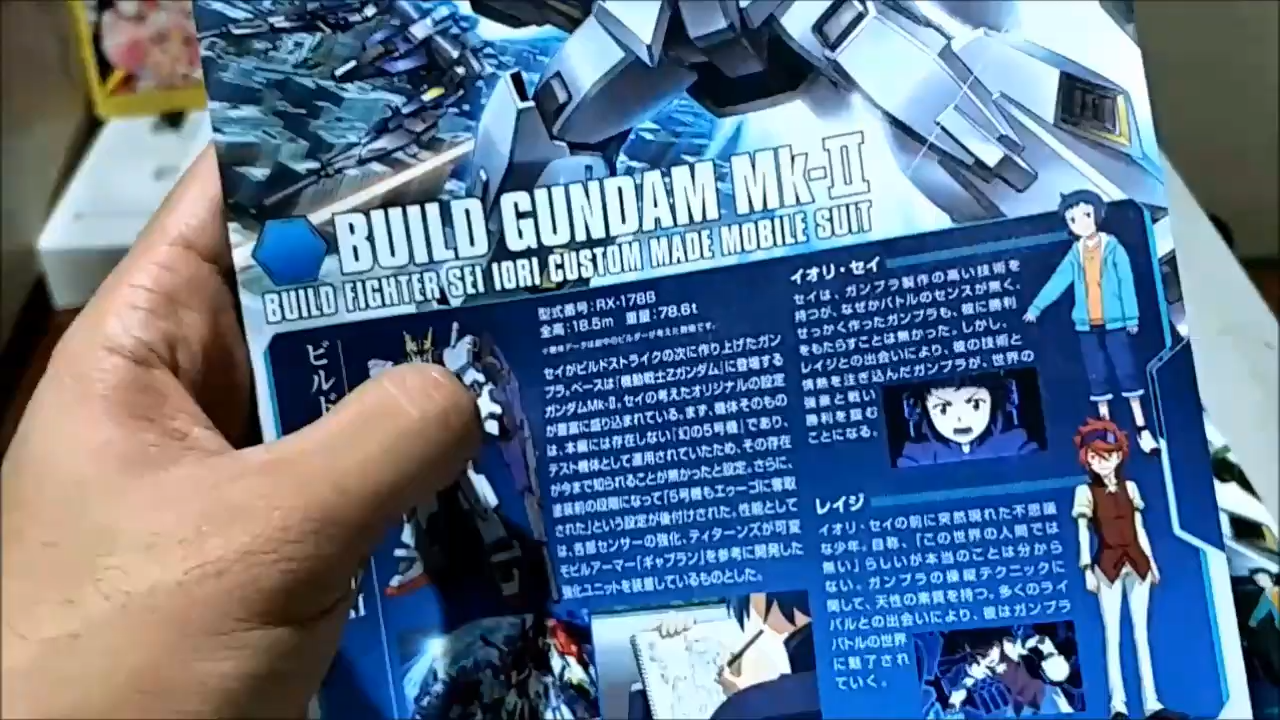 BUILD GUNDAM Mk-II
BUILD FIGHTER SEI IORI CUSTOM MADE MOBILE SUIT
ビルド
型式番号:RX-178B
全高:18.5m 重量:78.6t
セイがビルドストライクの次に作り上げたガン
プラ。ベースは「機動戦士Zガンダム」に登場する
ガンダムMk-II。セイの考えたオリジナルの設定
が豊富に盛り込まれている。まず、機体そのもの
は、本編には存在しない「幻の5号機」であり、
テスト機体として運用されていたため、その存在
が今まで知られることが無かったと設定。さらに、
塗装前の段階になって「5号機もエゥーゴに奪取
された」という設定が後付けされた。性能として
は、各部センサーの強化、ティターンズが可変
モビルアーマー「ギャプラン」を参考に開発した
強化ユニットを装着しているものとした。
イオリ・セイ
セイは、ガンプラ製作の高い技術を
持つが、なぜかバトルのセンスが無く、
せっかく作ったガンプラも、彼に勝利
をもたらすことは無かった。しかし、
レイジとの出会いにより、彼の技術と
情熱を注ぎ込んだガンプラが、世界の
強豪と戦い
勝利を掴む
ことになる。
レイジ
イオリ・セイの前に突然現れた不思議
な少年。自称、「この世界の人間では
無い」らしいが本当のことは分から
ない。ガンプラの操縦テクニックに
関して、天性の素質を持つ。多くのライ
バルとの出会いにより、彼はガンプラ
バトルの世界
に魅了され
ていく。